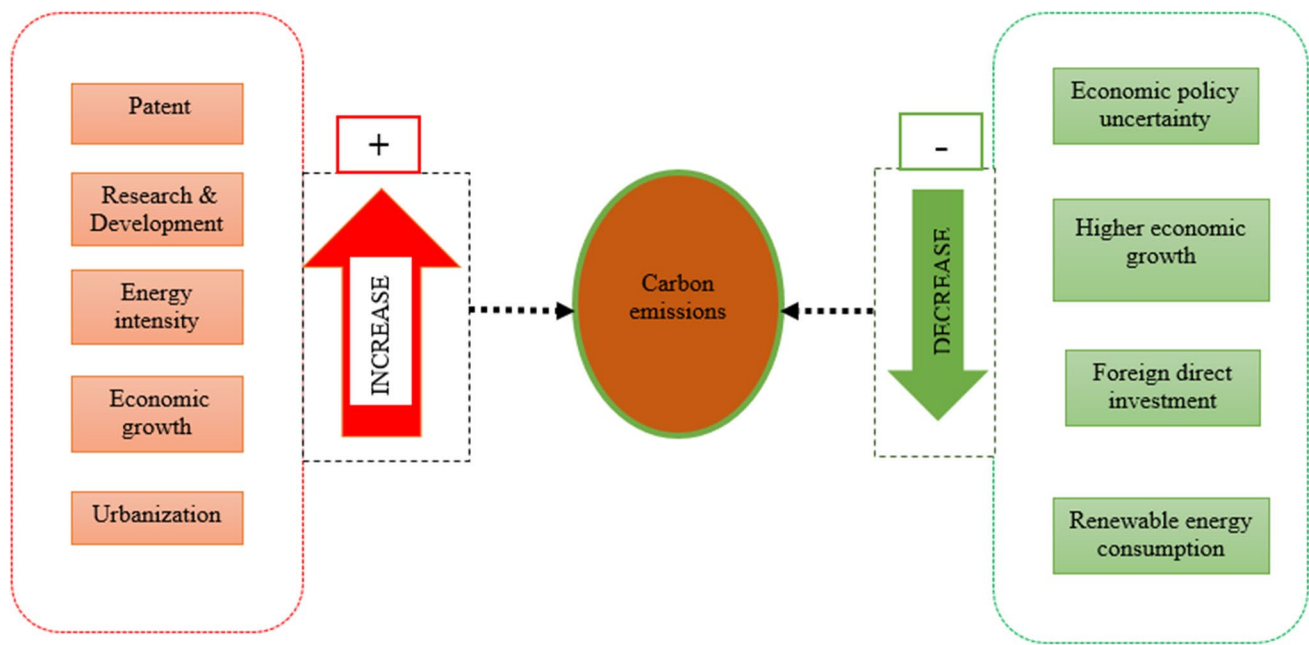 Patent
Research &
Development
Energy
intensity
Economic
growth
Urbanization
+
INCREASE
Carbon
emissions
-
DECREASE
Economic policy
uncertainty
Higher economic
growth
Foreign direct
investment
Renewable energy
consumption